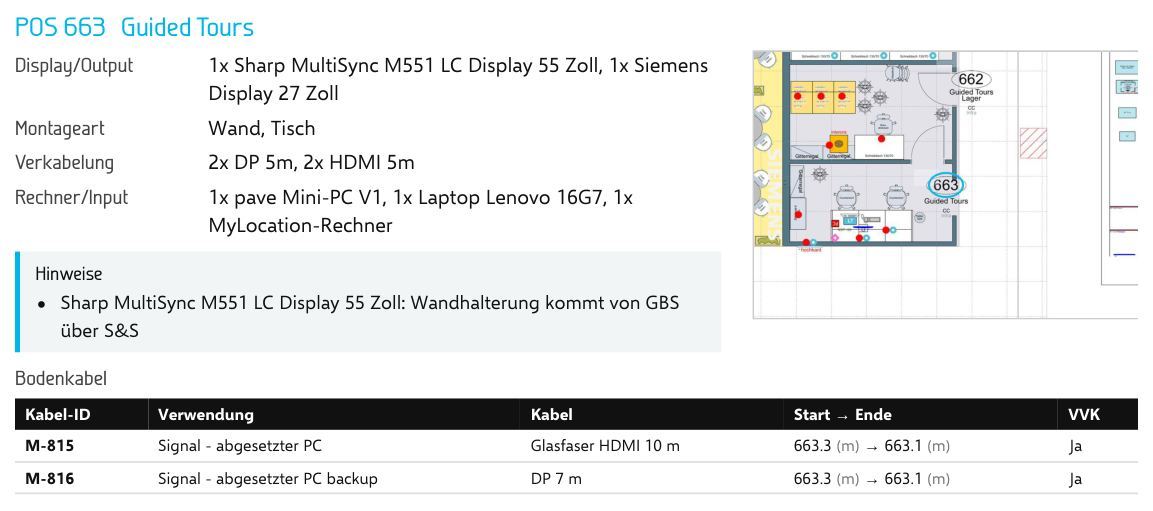 POS 663 Guided Tours
Display/Output 1x Sharp MultiSync M551 LC Display 55 Zoll, 1x Siemens
Display 27 Zoll
Montageart Wand, Tisch
Verkabelung 2x DP 5m, 2x HDMI 5m
Rechner/Input 1x pave Mini-PC V1, 1x Laptop Lenovo 16G7, 1x
MyLocation-Rechner
Hinweise
• Sharp MultiSync M551 LC Display 55 Zoll: Wandhalterung kommt von GBS
über S&S
662
Guided Tours
Lager
CC
Gitterregal Gitterregal
663
Guided Tours
CC
hochkant
Bodenkabel
Kabel-ID Verwendung Kabel Start → Ende VVK
M-815 Signal - abgesetzter PC Glasfaser HDMI 10 m 663.3 (m) → 663.1 (m) Ja
M-816 Signal - abgesetzter PC backup DP 7 m 663.3 (m) → 663.1 (m) Ja